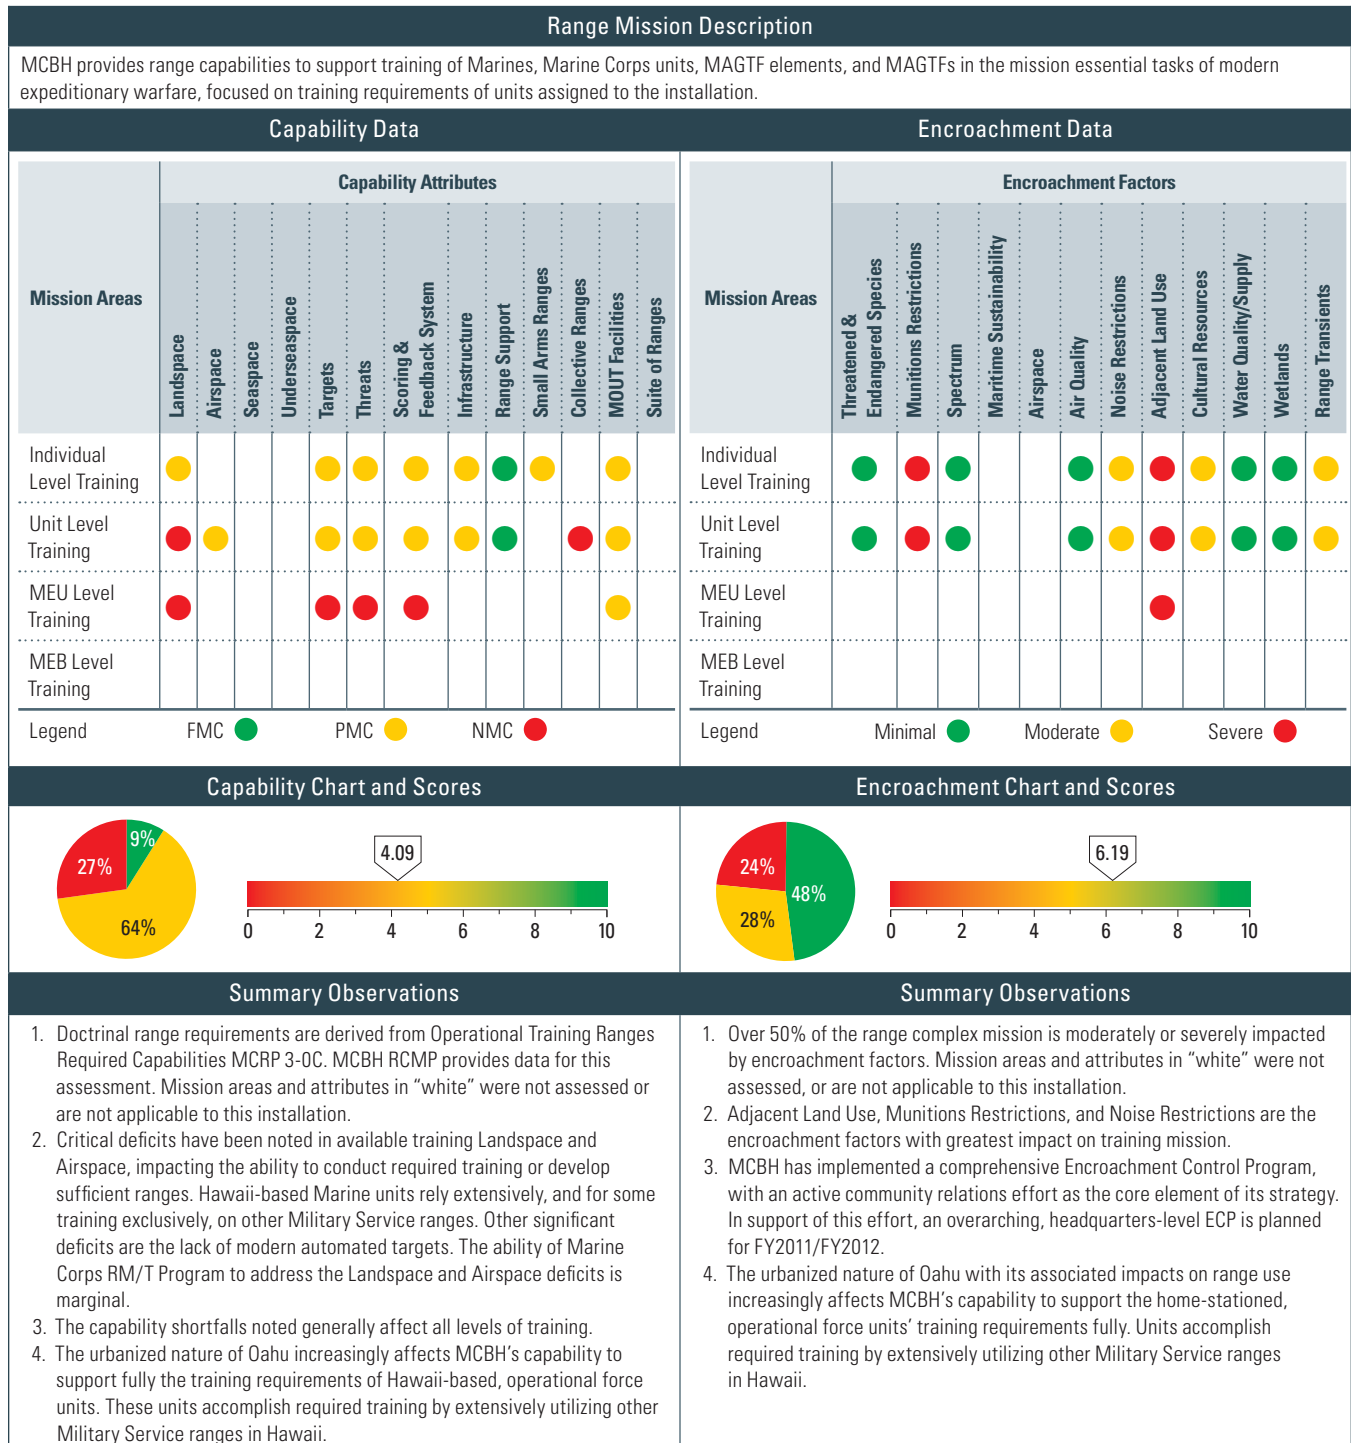 Range Mission Description
MCBH provides range capabilities to support training of Marines, Marine Corps units, MAGTF elements, and MAGTFs in the mission essential tasks of modern
expeditionary warfare, focused on training requirements of units assigned to the installation.
Capability Data
Mission Areas
Capability Attributes
Landspace
Airspace
Seaspace
Underseaspace
Targets
Threats
Scoring &
Feedback System
Infrastructure
Range Support
Small Arms Ranges
Collective Ranges
MOUT Facilities
Suite of Ranges
Individual
Level Training
Unit Level
Training
MEU Level
Training
MEB Level
Training
Legend FMC PMC NMC
Encroachment Data
Mission Areas
Encroachment Factors
Threatened &
Endangered Species
Munitions Restrictions
Spectrum
Maritime Sustainability
Airspace
Air Quality
Noise Restrictions
Adjacent Land Use
Cultural Resources
Water Quality/Supply
Wetlands
Range Transients
Individual
Level Training
Unit Level
Training
MEU Level
Training
MEB Level
Training
Legend Minimal Moderate Severe
Capability Chart and Scores
9%
27%
64%
4.09
0 2 4 6 8 10
Encroachment Chart and Scores
24%
48%
28%
6.19
0 2 4 6 8 10
Summary Observations
1. Doctrinal range requirements are derived from Operational Training Ranges
Required Capabilities MCRP 3-0C. MCBH RCMP provides data for this
assessment. Mission areas and attributes in “white” were not assessed or
are not applicable to this installation.
2. Critical deficits have been noted in available training Landspace and
Airspace, impacting the ability to conduct required training or develop
sufficient ranges. Hawaii-based Marine units rely extensively, and for some
training exclusively, on other Military Service ranges. Other significant
deficits are the lack of modern automated targets. The ability of Marine
Corps RM/T Program to address the Landspace and Airspace deficits is
marginal.
3. The capability shortfalls noted generally affect all levels of training.
4. The urbanized nature of Oahu increasingly affects MCBH’s capability to
support fully the training requirements of Hawaii-based, operational force
units. These units accomplish required training by extensively utilizing other
Military Service ranges in Hawaii.
Summary Observations
1. Over 50% of the range complex mission is moderately or severely impacted
by encroachment factors. Mission areas and attributes in “white” were not
assessed, or are not applicable to this installation.
2. Adjacent Land Use, Munitions Restrictions, and Noise Restrictions are the
encroachment factors with greatest impact on training mission.
3. MCBH has implemented a comprehensive Encroachment Control Program,
with an active community relations effort as the core element of its strategy.
In support of this effort, an overarching, headquarters-level ECP is planned
for FY2011/FY2012.
4. The urbanized nature of Oahu with its associated impacts on range use
increasingly affects MCBH’s capability to support the home-stationed,
operational force units’ training requirements fully. Units accomplish
required training by extensively utilizing other Military Service ranges
in Hawaii.